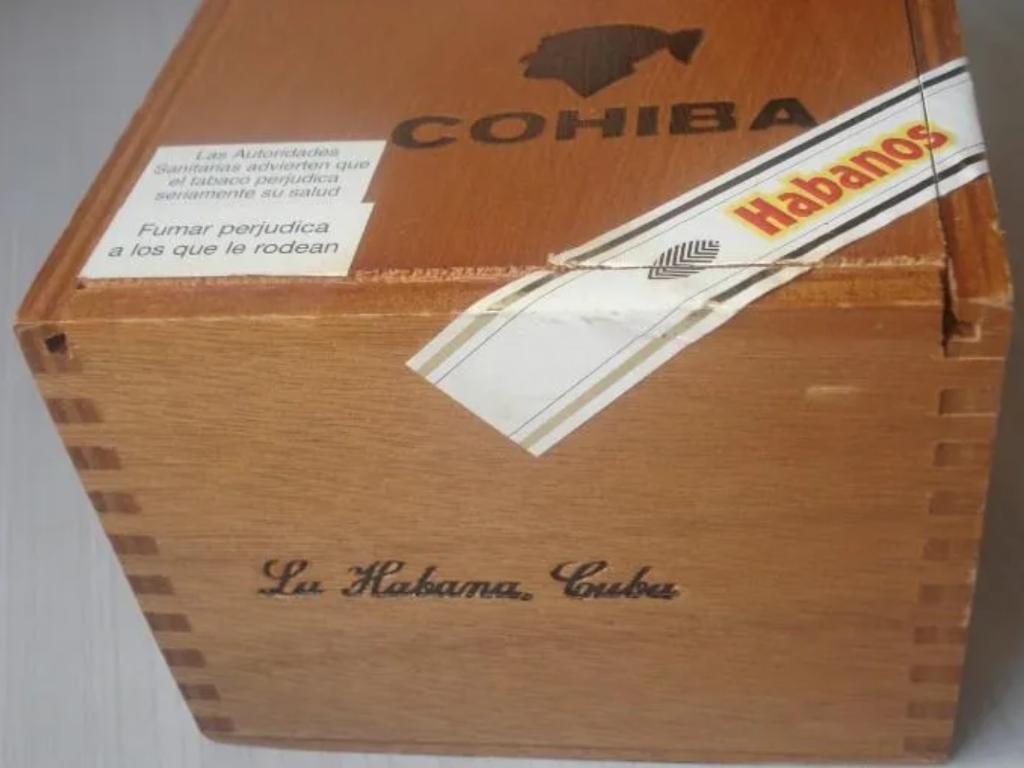 COHIBA
Habanos
Las Autoridades
Sanitarias advierten que
el tabaco perjudica
seriamente su salud
Fumar perjudica
a los que le rodean
La Habana, Cuba